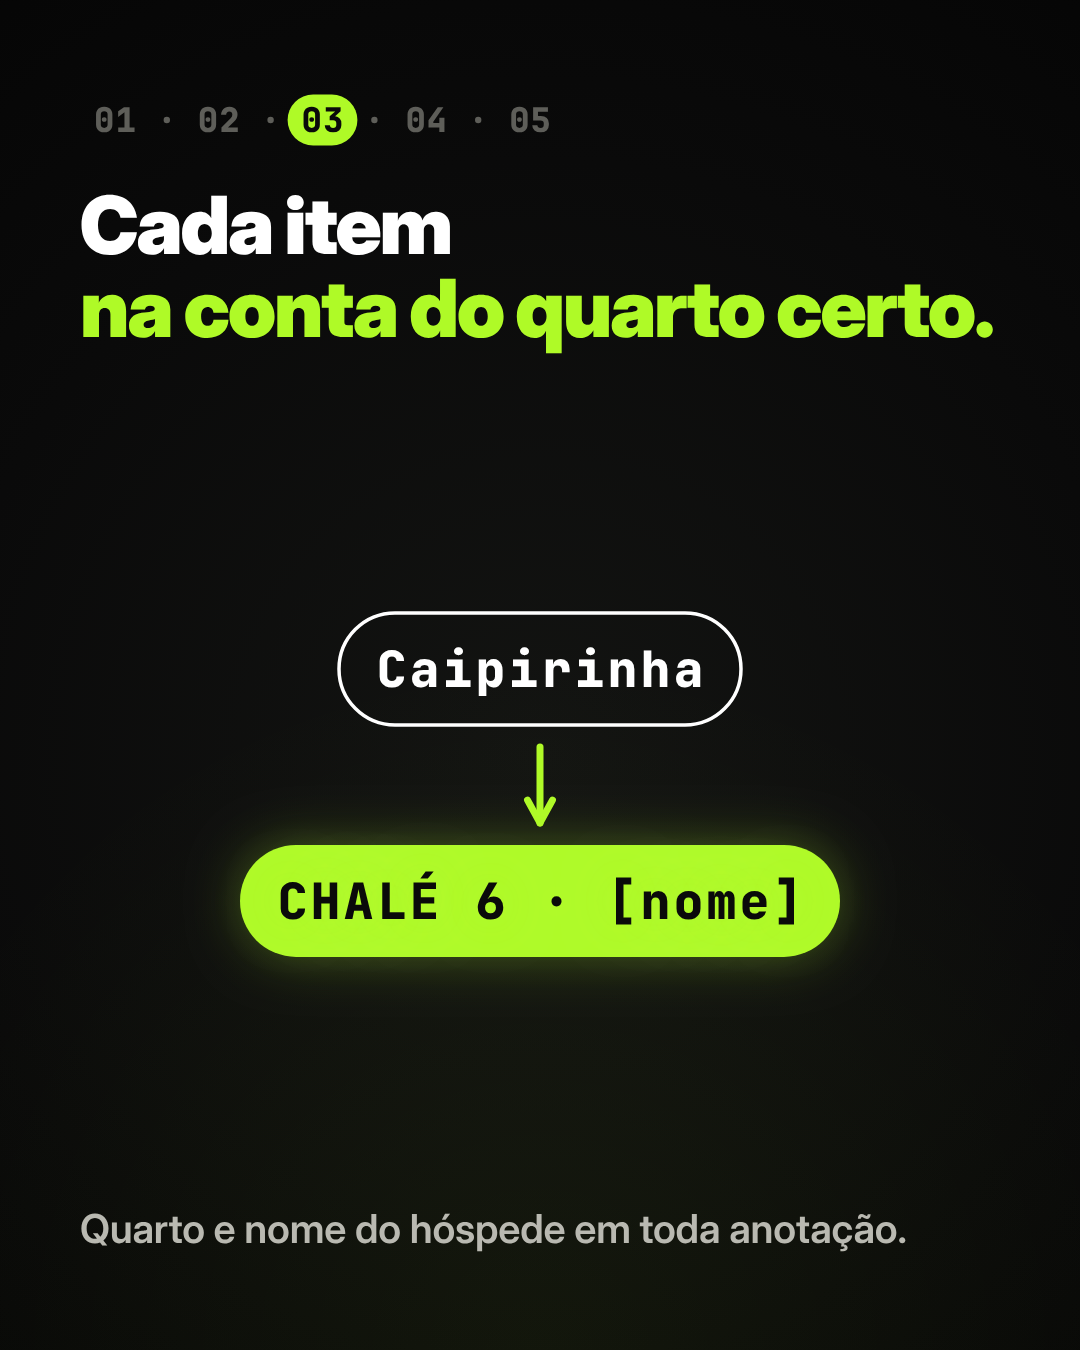 01 · 02 · 03 · 04 · 05
Cada item
na conta do quarto certo.
Caipirinha
CHALÉ 6 · [nome]
Quarto e nome do hóspede em toda anotação.